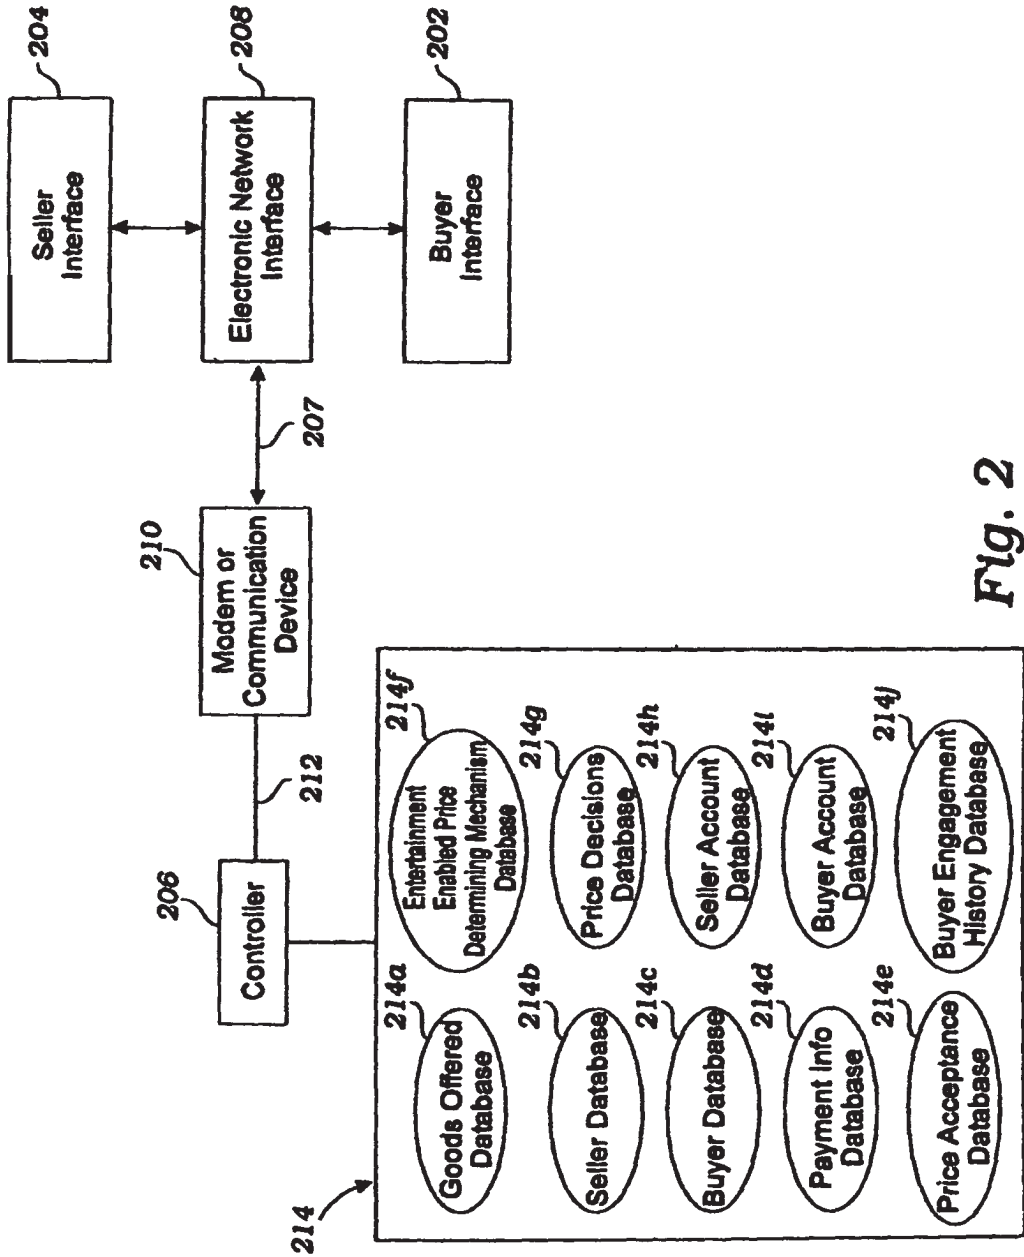 204
Seller
Interface
208
Electronic Network
Interface
202
Buyer
Interface
207
210
Modem or
Communication
Device
212
206
Controller
214
214a
Goods Offered
Database
214b
Seller Database
214c
Buyer Database
214d
Payment Info
Database
214e
Price Acceptance
Database
214f
Entertainment
Enabled Price
Determining Mechanism
Database
214g
Price Decisions
Database
214h
Seller Account
Database
214i
Buyer Account
Database
214j
Buyer Engagement
History Database
Fig. 2